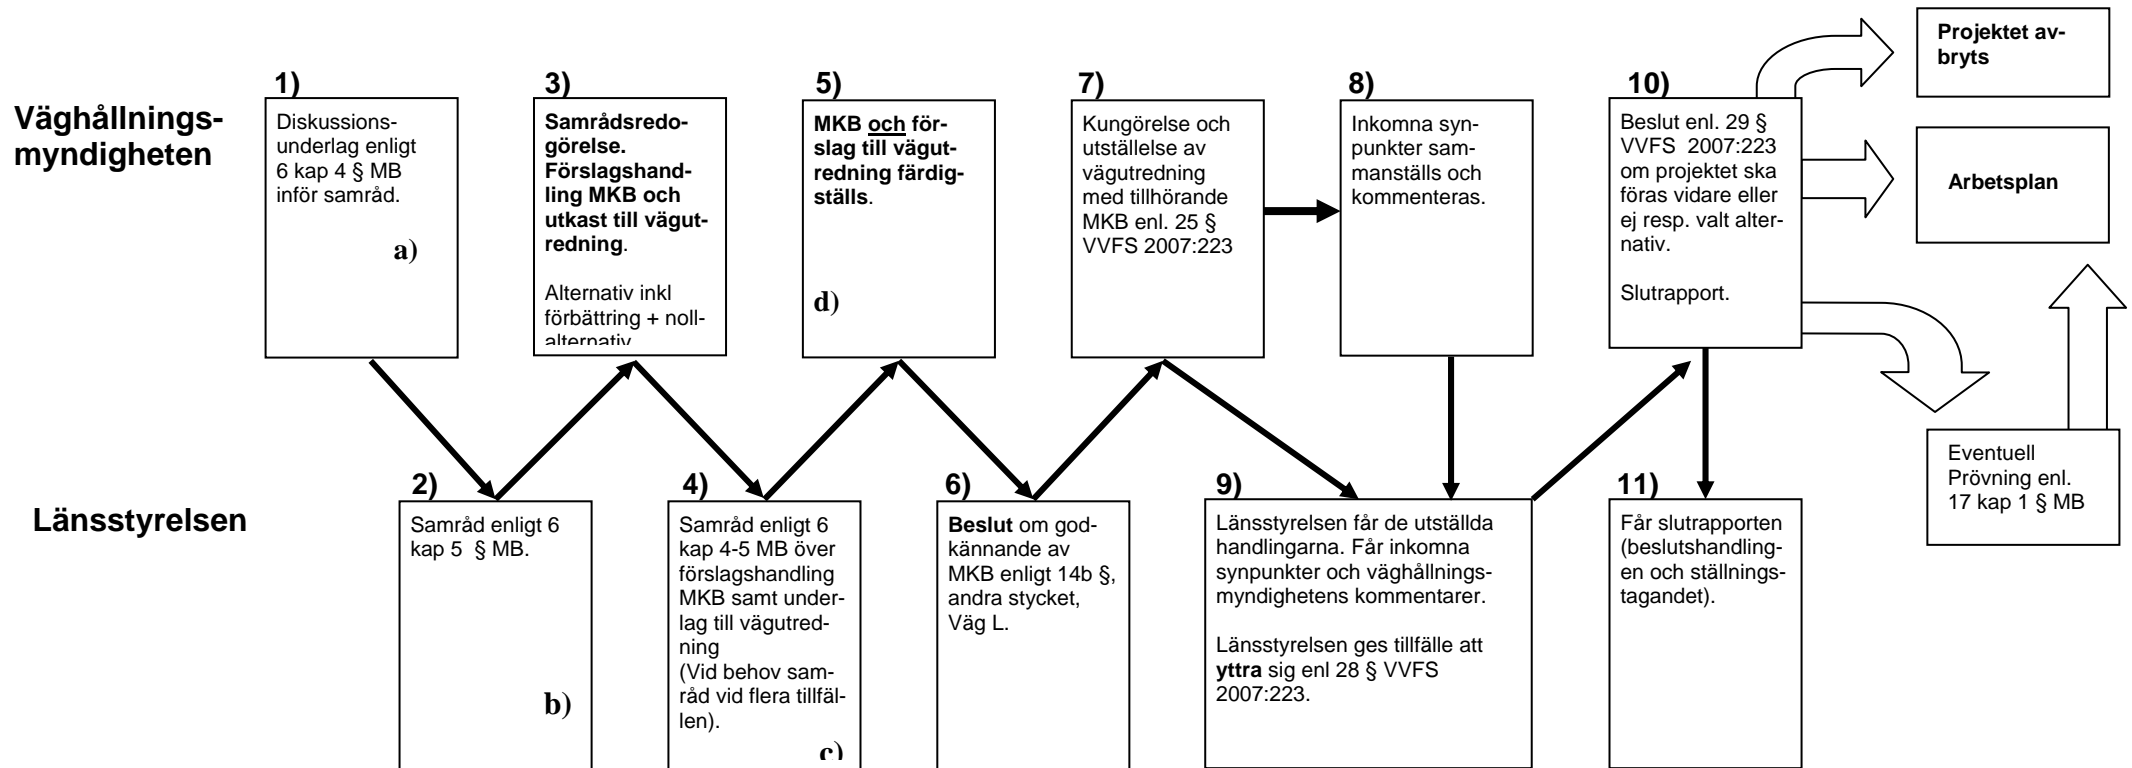 Väghållnings-
myndigheten
1)
Diskussions-
underlag enligt
6 kap 4 § MB
inför samråd.
a)
3)
Samrådsredo-
görelse.
Förslagshand-
ling MKB och
utkast till vägut-
redning.
Alternativ inkl
förbättring + noll-
alternativ
5)
MKB och för-
slag till vägut-
redning färdig-
ställs.
d)
7)
Kungörelse och
utställelse av
vägutredning
med tillhörande
MKB enl. 25 §
VVFS 2007:223
8)
Inkomna syn-
punkter sam-
manställs och
kommenteras.
10)
Beslut enl. 29 §
VVFS 2007:223
om projektet ska
föras vidare eller
ej resp. valt alter-
nativ.
Slutrapport.
Projektet av-
bryts
Arbetsplan
Eventuell
Prövning enl.
17 kap 1 § MB
Länsstyrelsen
2)
Samråd enligt 6
kap 5 § MB.
b)
4)
Samråd enligt 6
kap 4-5 MB över
förslagshandling
MKB samt under-
lag till vägutred-
ning
(Vid behov sam-
råd vid flera tillfäl-
len).
c)
6)
Beslut om god-
kännande av
MKB enligt 14b §,
andra stycket,
Väg L.
9)
Länsstyrelsen får de utställda
handlingarna. Får inkomna
synpunkter och väghållnings-
myndighetens kommentarer.
Länsstyrelsen ges tillfälle att
yttra sig enl 28 § VVFS
2007:223.
11)
Får slutrapporten
(beslutshandling-
en och ställnings-
tagandet).